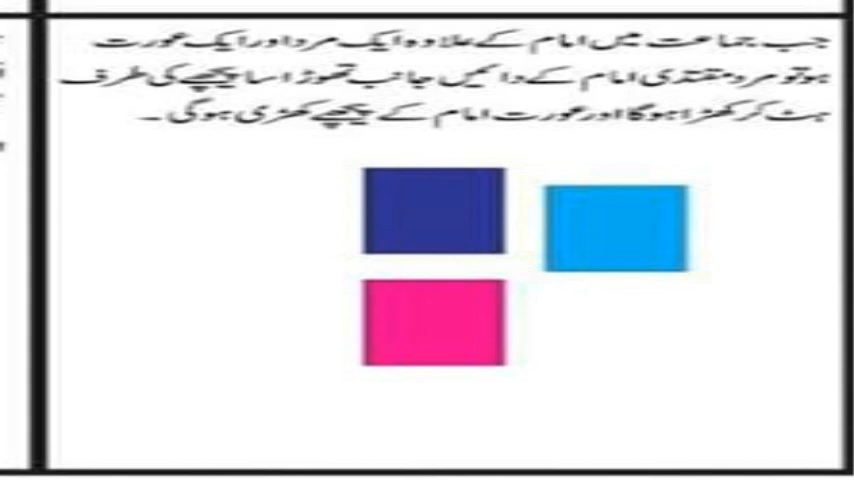 جب جماعت میں امام کے علاوہ ایک مرد اور ایک عورت
ہو تو مرد مقتدی امام کے دائیں جانب تھوڑا سا پیچھے کی طرف
ہٹ کر کھڑا ہوگا اور عورت امام کے پیچھے کھڑی ہوگی ۔